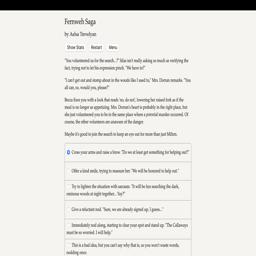 Fernweh Saga
by Aelsa Trevelyan
Show Stats Restart Menu
"You volunteered us for the search...?" Mac isn't really asking so much as verifying the
fact, trying not to let his expression pinch. "We have to?"
"I can't get out and stomp about in the woods like I used to," Mrs. Dorran remarks. "You
all can, so, would you, please?"
Becca fixes you with a look that reads 'no, do not', lowering her raised fork as if the
meal is no longer so appetizing. Mrs. Dorran's heart is probably in the right place, but
she just volunteered you to be in the same place where a potential murder occurred. Of
course, the other volunteers are unaware of the danger.
Maybe it's good to join the search to keep an eye out for more than just Milton.
Cross your arms and raise a brow. "Do we at least get something for helping out?"
Offer a kind smile, trying to reassure her. "We will be honored to help out."
Try to lighten the situation with sarcasm. "It will be fun searching the dark,
ominous woods at night together... Yay?"
Give a reluctant nod. "Sure, we are already signed up, I guess..."
Immediately nod along, starting to clear your spot and stand up. "The Callaways
must be so worried. I will help."
This is a bad idea, but you can't say why that is, so you won't waste words,
nodding once.